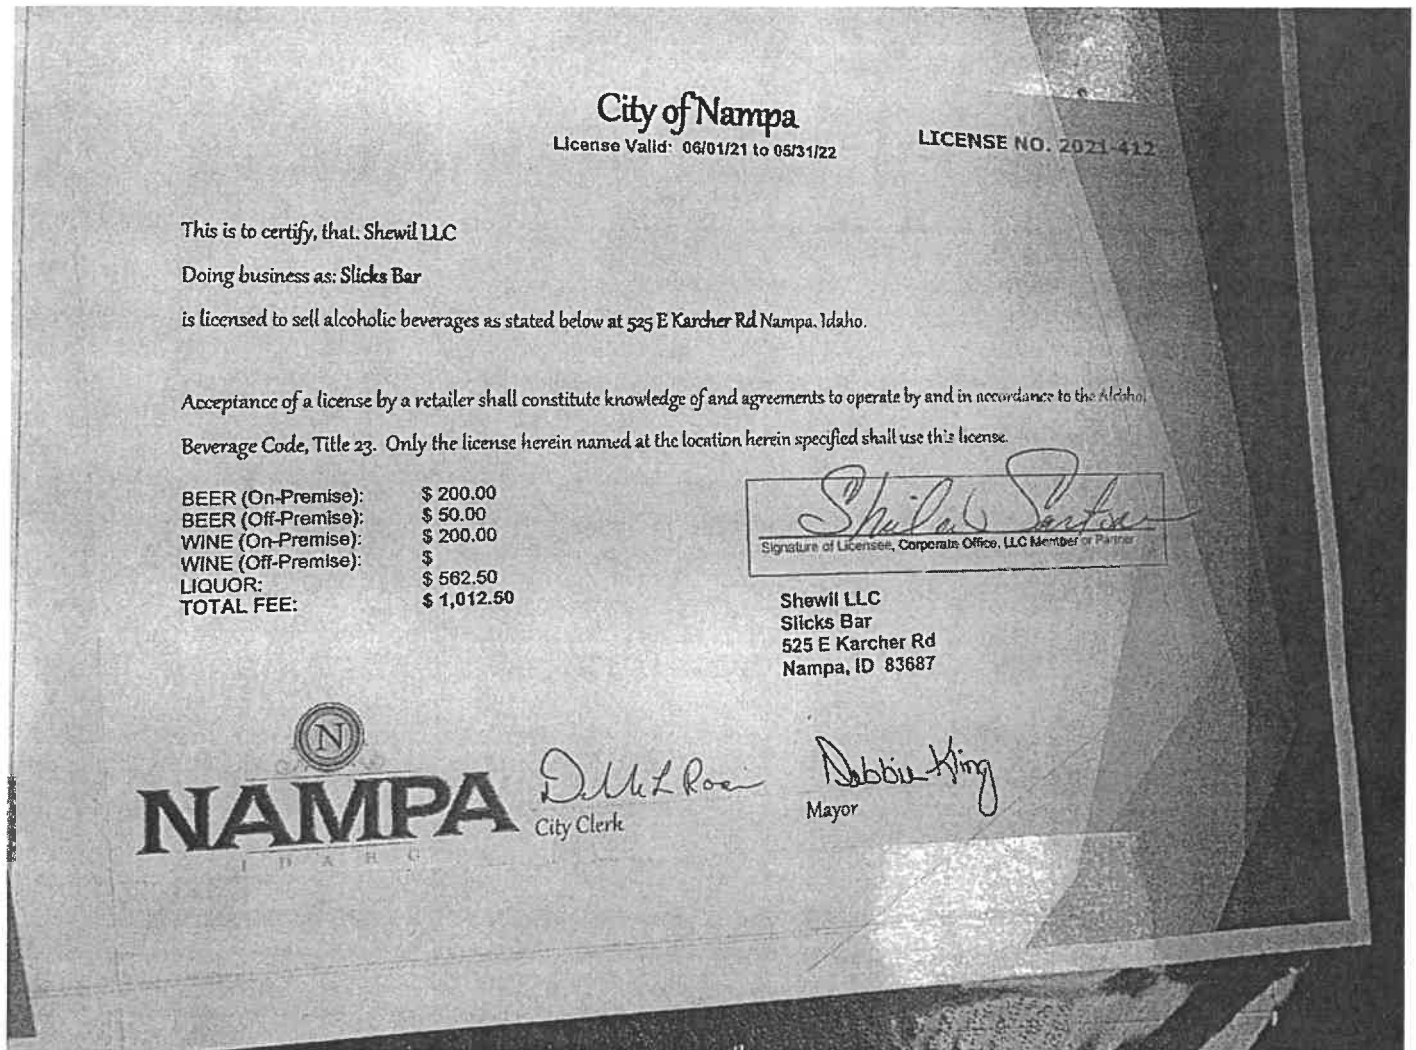 City of Nampa
License Valid: 06/01/21 to 05/31/22
LICENSE NO. 2021-412
This is to certify, that. Shewil LLC
Doing business as: Slicks Bar
is licensed to sell alcoholic beverages as stated below at 525 E Karcher Rd Nampa. Idaho.
Acceptance of a license by a retailer shall constitute knowledge of and agreements to operate by and in accordance to the Alcohol
Beverage Code, Title 23. Only the license herein named at the location herein specified shall use this license.
BEER (On-Premise): $ 200.00
BEER (Off-Premise): $ 50.00
WINE (On-Premise): $ 200.00
WINE (Off-Premise): $
LIQUOR: $ 562.50
TOTAL FEE: $ 1,012.50
Signature of Licensee, Corporate Office, LLC Member or Partner
Shewil LLC
Slicks Bar
525 E Karcher Rd
Nampa, ID 83687
N
NAMPA
IDAHO
City Clerk
Debbie Kling
Mayor